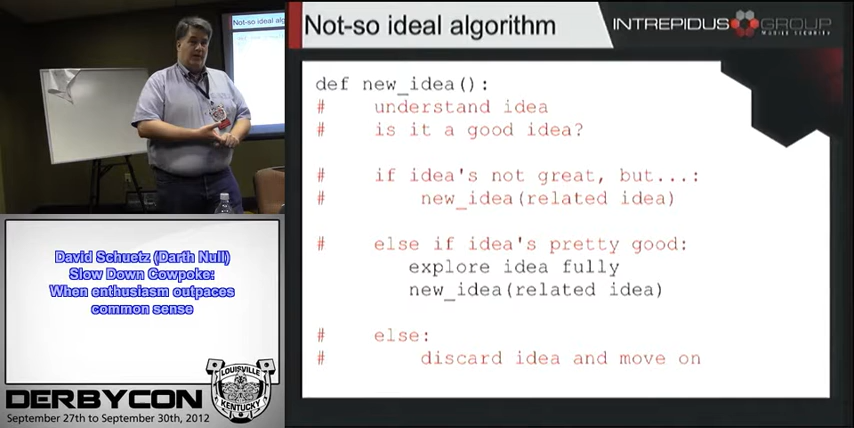 Not-so ideal algorithm
INTREPIDUS GROUP
MOBILE SECURITY
def new_idea():
#    understand idea
#    is it a good idea?
#    if idea's not great, but...:
#        new_idea(related idea)
#    else if idea's pretty good:
        explore idea fully
        new_idea(related idea)
#    else:
#        discard idea and move on
David Schuetz (Darth Null)
Slow Down Cowpoke:
When enthusiasm outpaces
common sense
DERBYCON
LOUISVILLE
KENTUCKY
September 27th to September 30th, 2012